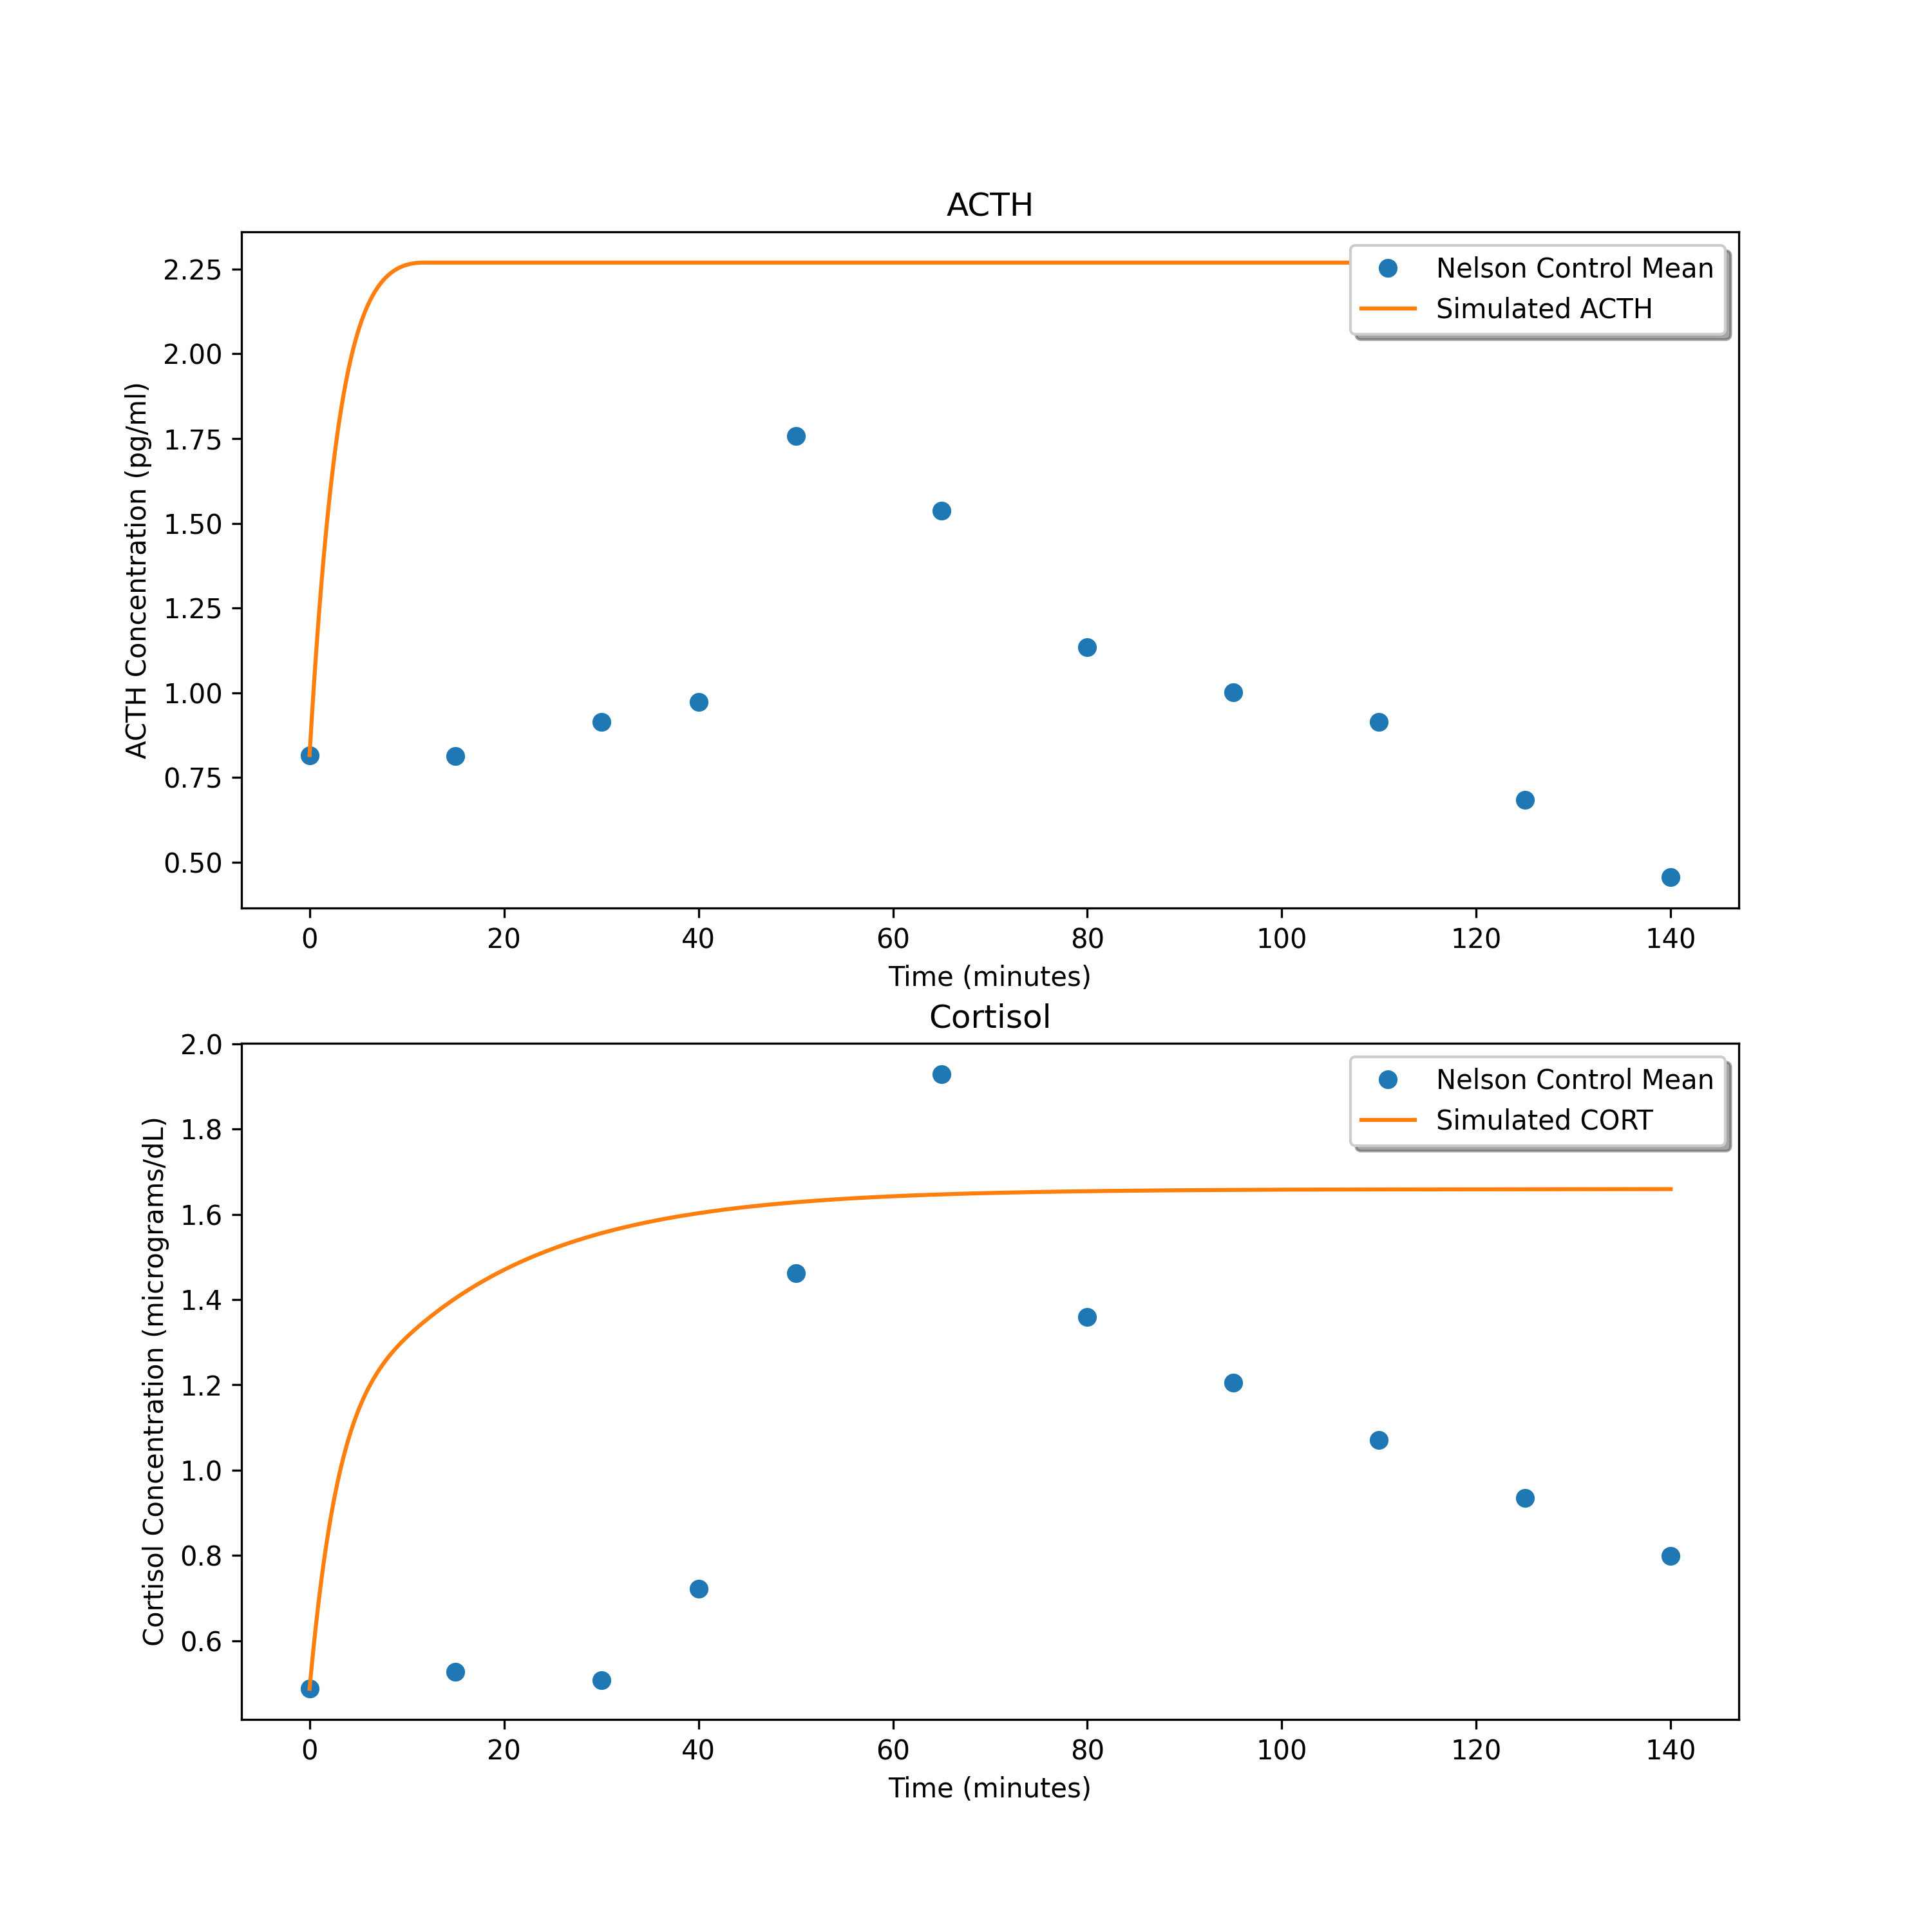 ACTH
ACTH Concentration (pg/ml)
2.25
2.00
1.75
1.50
1.25
1.00
0.75
0.50
Nelson Control Mean
Simulated ACTH
0 20 40 60 80 100 120 140
Time (minutes)
Cortisol
Cortisol Concentration (micrograms/dL)
2.0
1.8
1.6
1.4
1.2
1.0
0.8
0.6
Nelson Control Mean
Simulated CORT
0 20 40 60 80 100 120 140
Time (minutes)